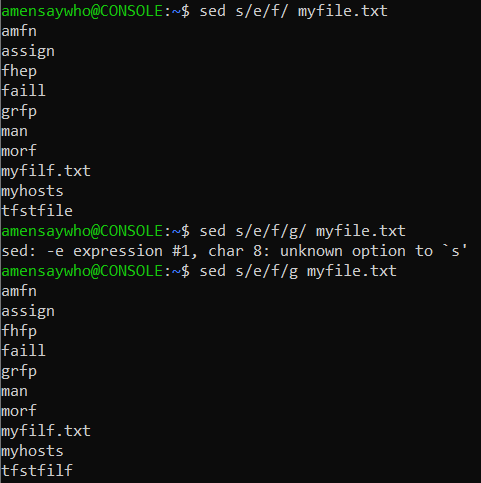 amensaywho@CONSOLE:~$ sed s/e/f/ myfile.txt
amfn
assign
fhep
faill
grfp
man
morf
myfilf.txt
myhosts
tfstfile
amensaywho@CONSOLE:~$ sed s/e/f/g/ myfile.txt
sed: -e expression #1, char 8: unknown option to `s'
amensaywho@CONSOLE:~$ sed s/e/f/g myfile.txt
amfn
assign
fhfp
faill
grfp
man
morf
myfilf.txt
myhosts
tfstfilf